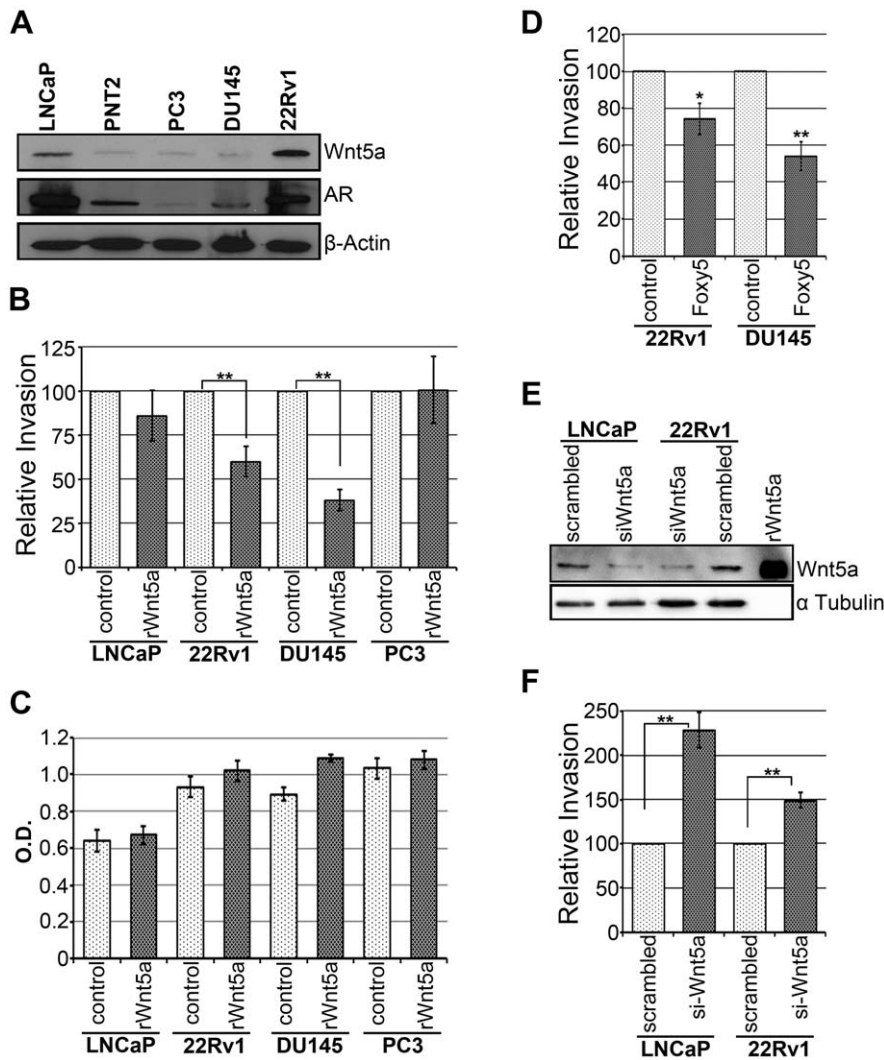 A
LNCaP PNT2 PC3 DU145 22Rv1
Wnt5a
AR
β-Actin
B
Relative Invasion
125
100
75
50
25
0
control rWnt5a control rWnt5a control rWnt5a control rWnt5a
LNCaP 22Rv1 DU145 PC3
** **
C
O.D.
1.2
1.0
0.8
0.6
0.4
0.2
0
control rWnt5a control rWnt5a control rWnt5a control rWnt5a
LNCaP 22Rv1 DU145 PC3
D
Relative Invasion
120
100
80
60
40
20
0
* **
control Foxy5 control Foxy5
22Rv1 DU145
E
LNCaP 22Rv1
scrambled siWnt5a siWnt5a scrambled rWnt5a
Wnt5a
α Tubulin
F
Relative Invasion
250
200
150
100
50
0
** **
scrambled si-Wnt5a scrambled si-Wnt5a
LNCaP 22Rv1